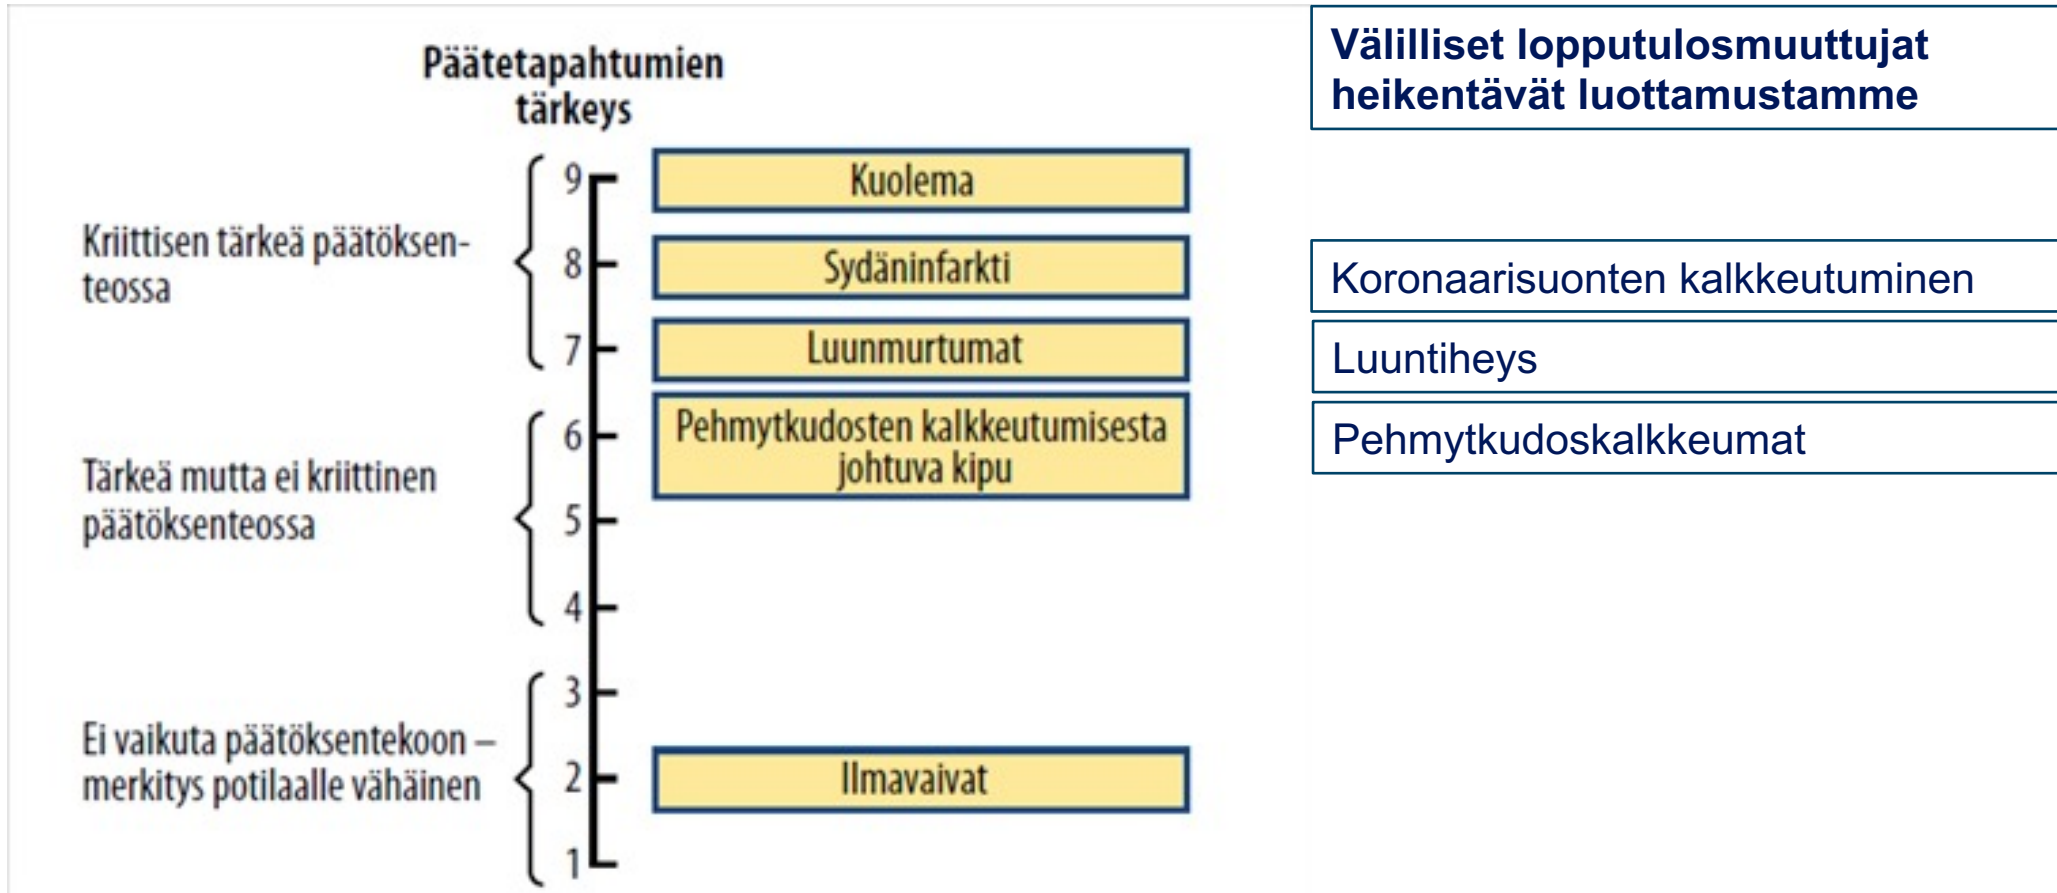 Päätetapahtumien
tärkeys
Välilliset lopputulosmuuttujat
heikentävät luottamustamme
Kriittisen tärkeä päätöksen-
teossa
9
Kuolema
8
Sydäninfarkti
Koronaarisuonten kalkkeutuminen
7
Luunmurtumat
Luuntiheys
Tärkeä mutta ei kriittinen
päätöksenteossa
6
Pehmytkudosten kalkkeutumisesta
johtuva kipu
Pehmytkudoskalkkeumat
5
4
Ei vaikuta päätöksentekoon –
merkitys potilaalle vähäinen
3
2
Ilmavaivat
1